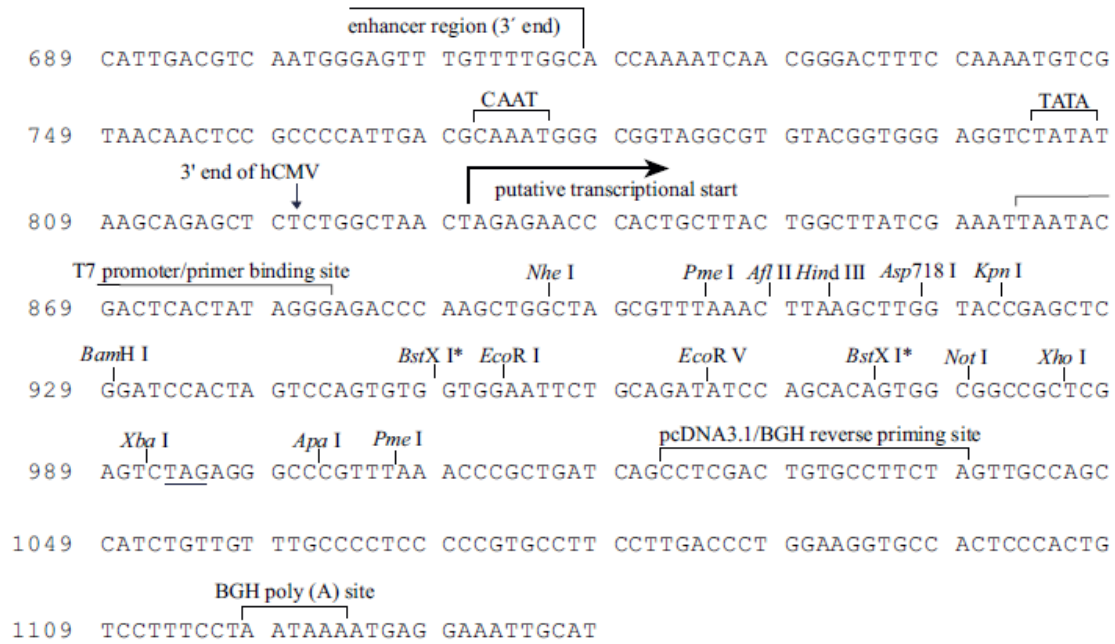 enhancer region (3´ end)
689 CATTGACGTC AATGGGAGTT TGTTTTGGCA CCAAAATCAA CGGGACTTTC CAAAATGTCG
CAAT TATA
749 TAACAACTCC GCCCCATTGA CGCAAATGGG CGGTAGGCGT GTACGGTGGG AGGTCTATAT
3' end of hCMV
putative transcriptional start
809 AAGCAGAGCT CTCTGGCTAA CTAGAGAACC CACTGCTTAC TGGCTTATCG AAATTAATAC
T7 promoter/primer binding site Nhe I Pme I Afl II Hind III Asp718 I Kpn I
869 GACTCACTAT AGGGAGACCC AAGCTGGCTA GCGTTTAAAC TTAAGCTTGG TACCGAGCTC
BamH I BstX I* EcoR I EcoR V BstX I* Not I Xho I
929 GGATCCACTA GTCCAGTGTG GTGGAATTCT GCAGATATCC AGCACAGTGG CGGCCGCTCG
Xba I Apa I Pme I pcDNA3.1/BGH reverse priming site
989 AGTCTAGAGG GCCCGTTTAA ACCCGCTGAT CAGCCTCGAC TGTGCCTTCT AGTTGCCAGC
1049 CATCTGTTGT TTGCCCCTCC CCCGTGCCTT CCTTGACCCT GGAAGGTGCC ACTCCCACTG
BGH poly (A) site
1109 TCCTTTCCTA ATAAAATGAG GAAATTGCAT